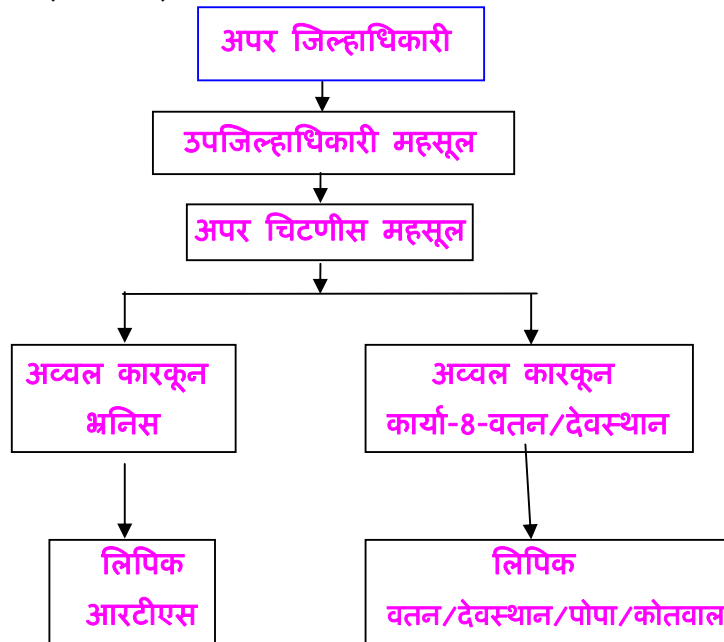 अपर जिल्हाधिकारी
उपजिल्हाधिकारी महसूल
अपर चिटणीस महसूल
अव्वल कारकून
भ्रनिस
अव्वल कारकून
कार्या-8-वतन/देवस्थान
लिपिक
आरटीएस
लिपिक
वतन/देवस्थान/पोपा/कोतवाल